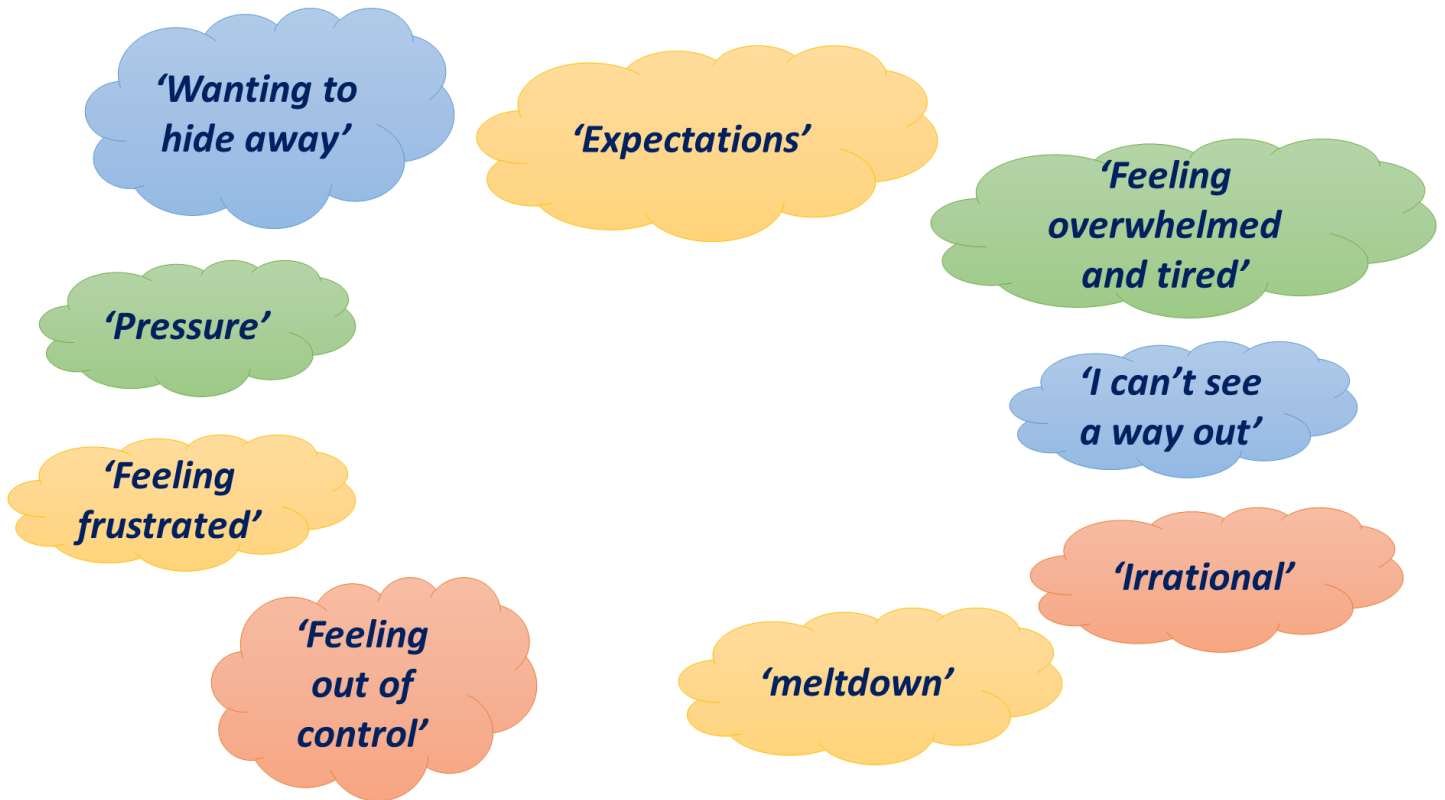 ‘Wanting to
hide away’
‘Expectations’
‘Feeling
overwhelmed
and tired’
‘Pressure’
‘I can’t see
a way out’
‘Feeling
frustrated’
‘Irrational’
‘Feeling
out of
control’
‘meltdown’